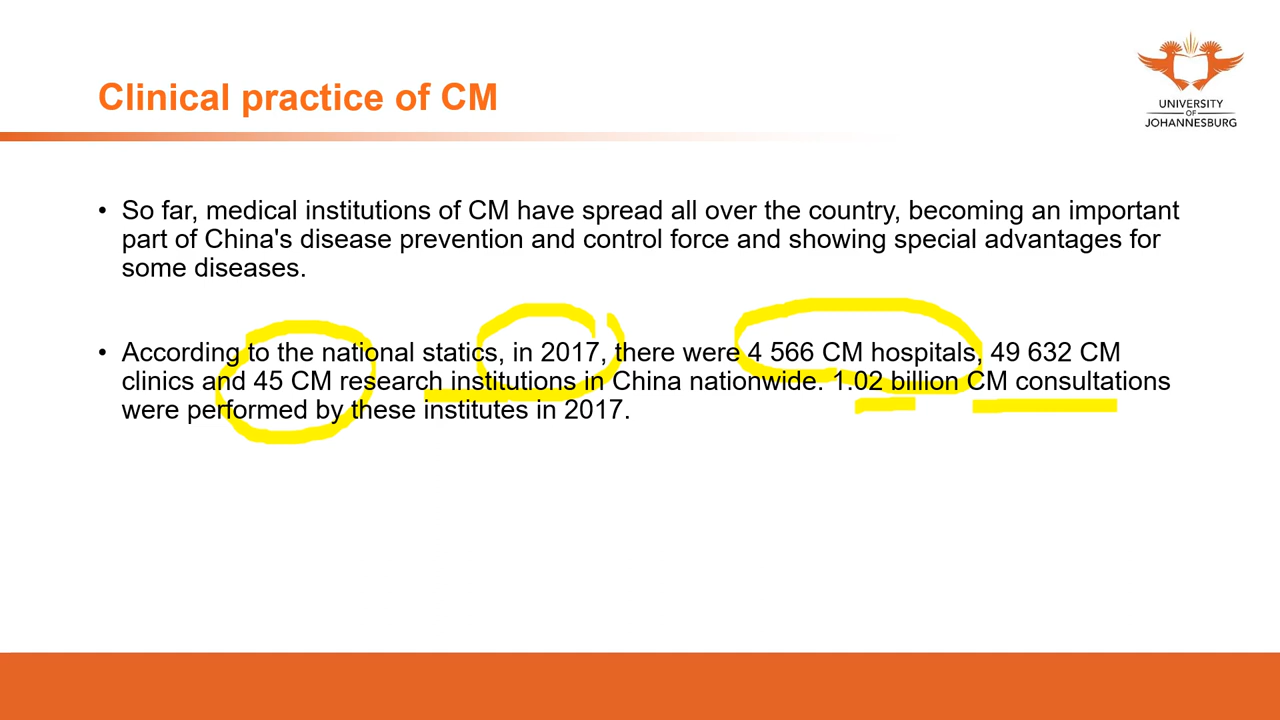 Clinical practice of CM
UNIVERSITY
OF
JOHANNESBURG
• So far, medical institutions of CM have spread all over the country, becoming an important
part of China's disease prevention and control force and showing special advantages for
some diseases.
• According to the national statics, in 2017, there were 4 566 CM hospitals, 49 632 CM
clinics and 45 CM research institutions in China nationwide. 1.02 billion CM consultations
were performed by these institutes in 2017.